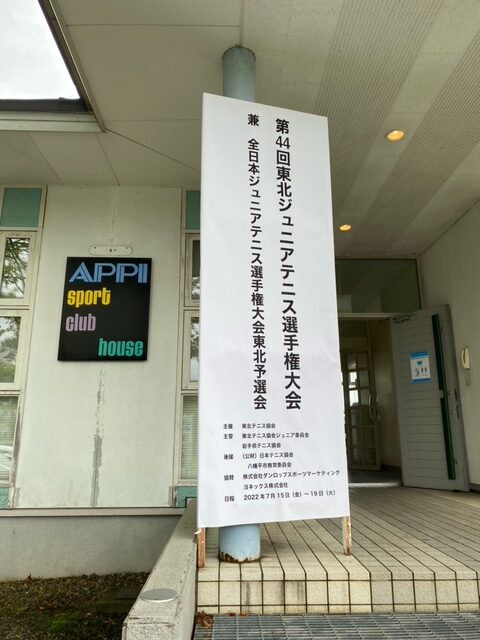 第44回東北ジュニアテニス選手権大会
兼 全日本ジュニアテニス選手権大会東北予選会
主催 東北テニス協会
主管 東北テニス協会ジュニア委員会
岩手県テニス協会
後援 (公財)日本テニス協会
八幡平市教育委員会
協賛 株式会社ダンロップスポーツマーケティング
ヨネックス株式会社
日程 2022年7月15日(金)~19日(火)
APPI
sport
club
house